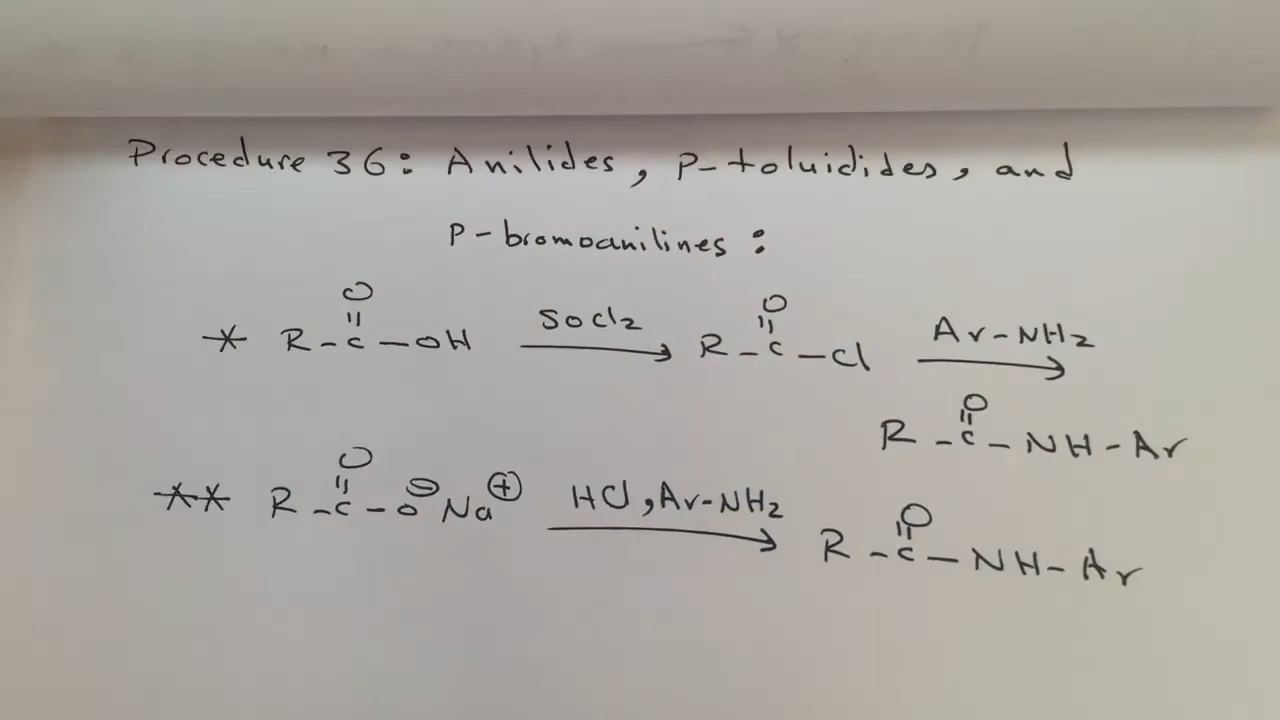 Procedure 36: Anilides, p-toluidides, and
p-bromoanilines:
* R-C(=O)-OH SOCl2 → R-C(=O)-Cl Ar-NH2 →
R-C(=O)-NH-Ar
** R-C(=O)-O⊖ Na⊕ HCl, Ar-NH2 → R-C(=O)-NH-Ar